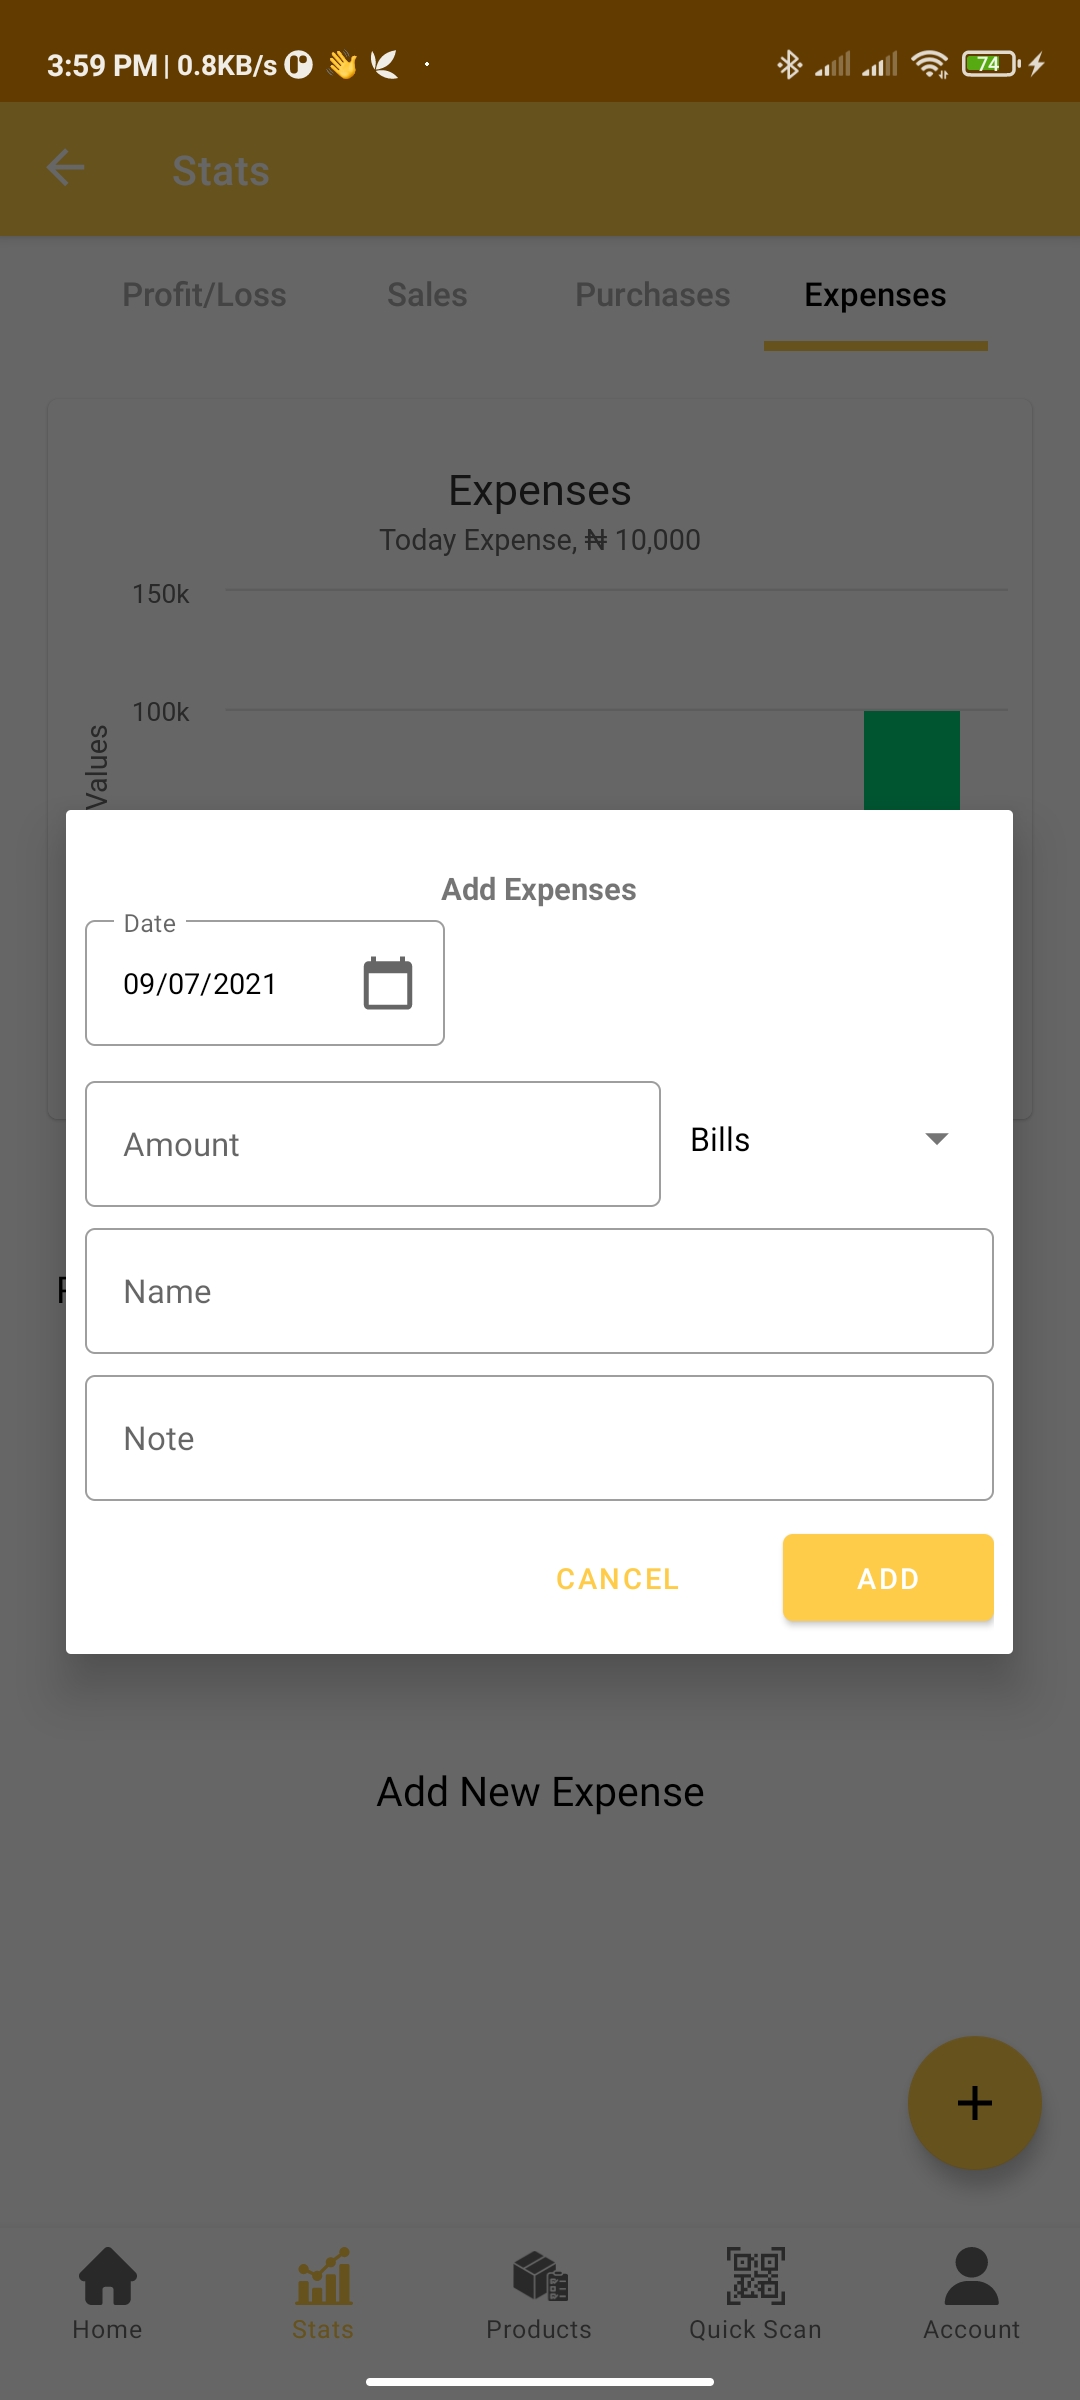 3:59 PM | 0.8KB/s
74
Stats
Profit/Loss Sales Purchases Expenses
Expenses
Today Expense, ₦ 10,000
150k
100k
Values
Add Expenses
Date
09/07/2021
Amount
Bills
Name
Note
CANCEL ADD
Add New Expense
Home Stats Products Quick Scan Account